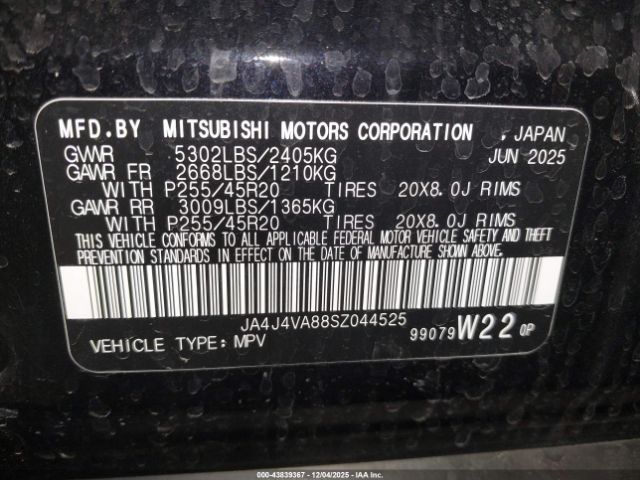 MFD.BY MITSUBISHI MOTORS CORPORATION , JAPAN
GVWR 5302LBS/2405KG JUN 2025
GAWR FR 2668LBS/1210KG
WITH P255/45R20 TIRES 20X8.0J RIMS
GAWR RR 3009LBS/1365KG
WITH P255/45R20 TIRES 20X8.0J RIMS
THIS VEHICLE CONFORMS TO ALL APPLICABLE FEDERAL MOTOR VEHICLE SAFETY AND THEFT
PREVENTION STANDARDS IN EFFECT ON THE DATE OF MANUFACTURE SHOWN ABOVE.
JA4J4VA88SZ044525
VEHICLE TYPE: MPV 99079W22 0P
000-43839367 - 12/04/2025 - IAA Inc.